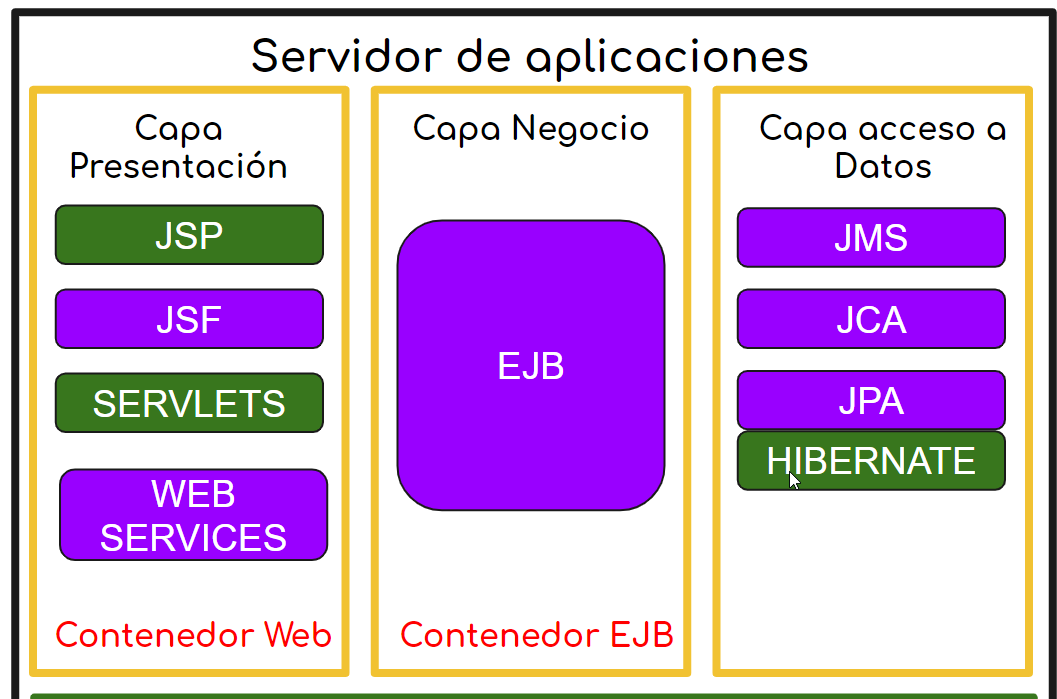 Servidor de aplicaciones
Capa
Presentación
JSP
JSF
SERVLETS
WEB
SERVICES
Contenedor Web
Capa Negocio
EJB
Contenedor EJB
Capa acceso a
Datos
JMS
JCA
JPA
HIBERNATE